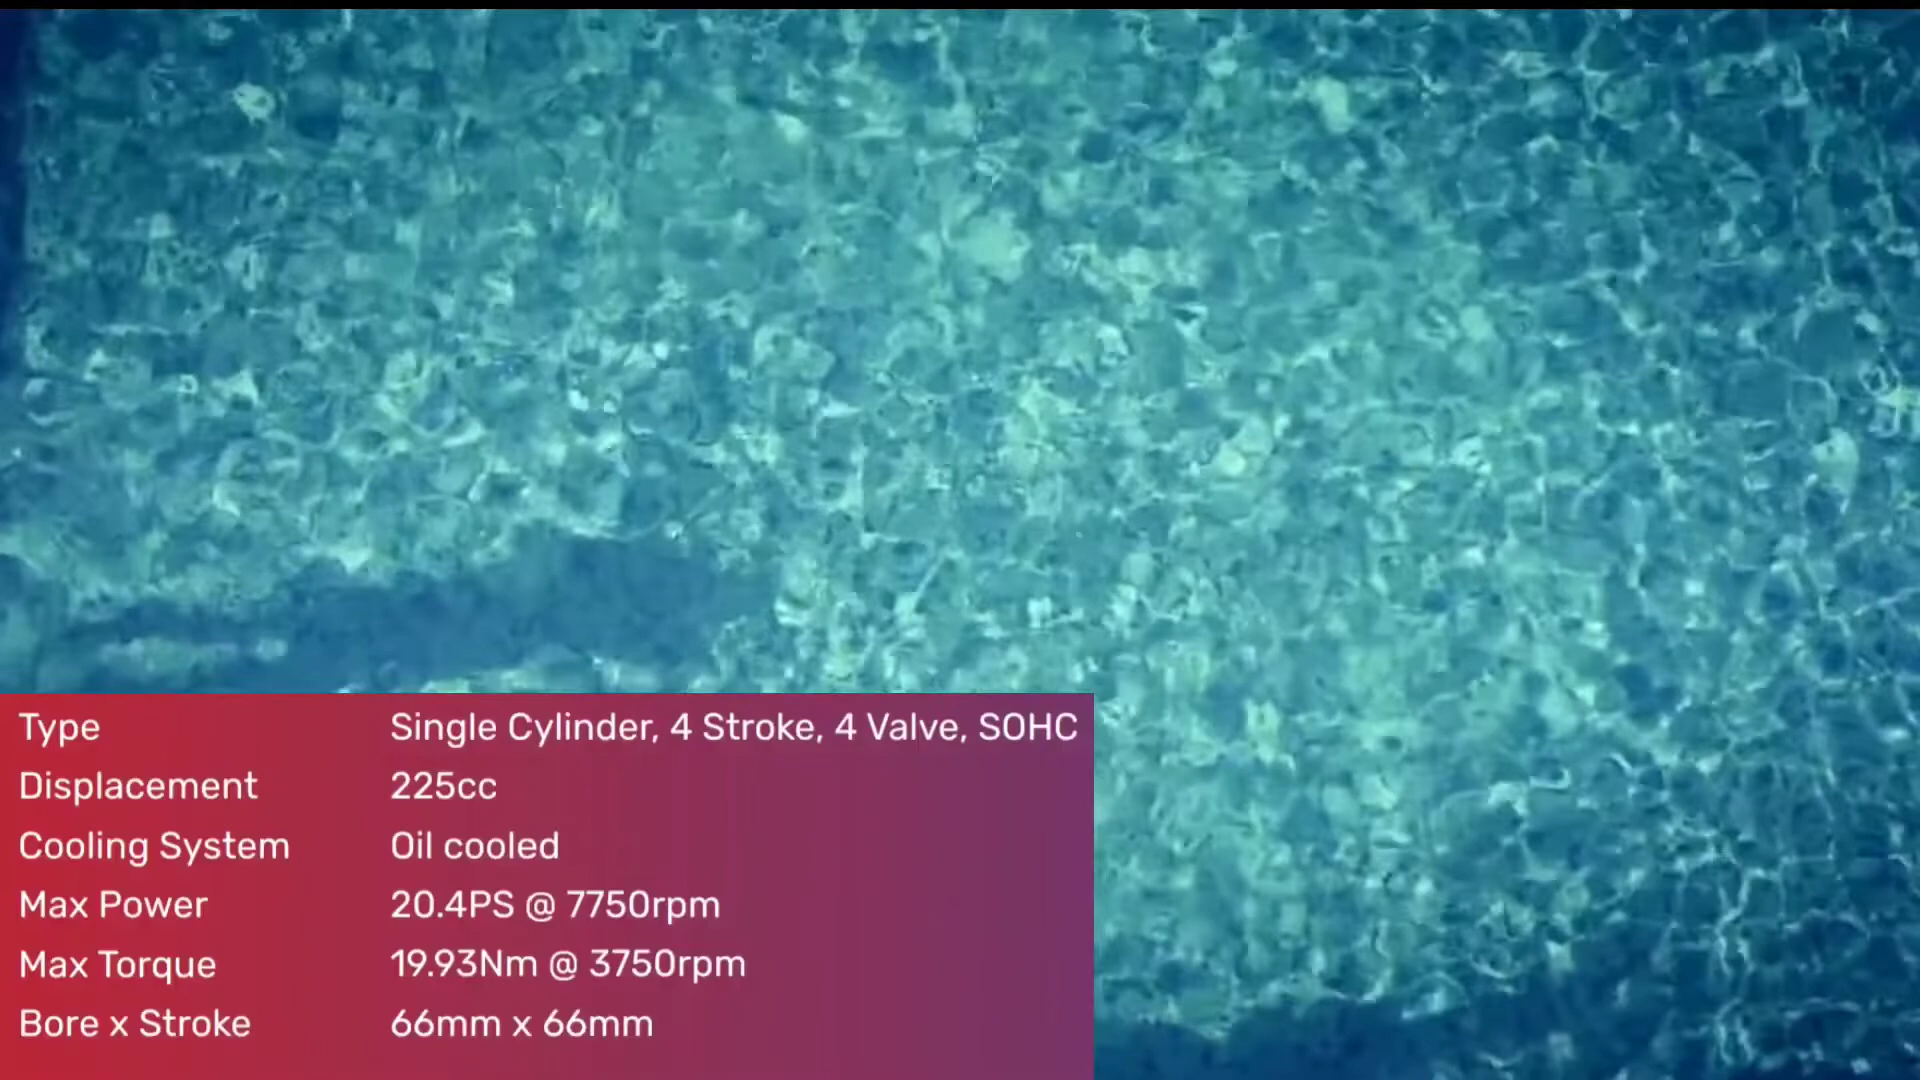 Type Single Cylinder, 4 Stroke, 4 Valve, SOHC
Displacement 225cc
Cooling System Oil cooled
Max Power 20.4PS @ 7750rpm
Max Torque 19.93Nm @ 3750rpm
Bore x Stroke 66mm x 66mm